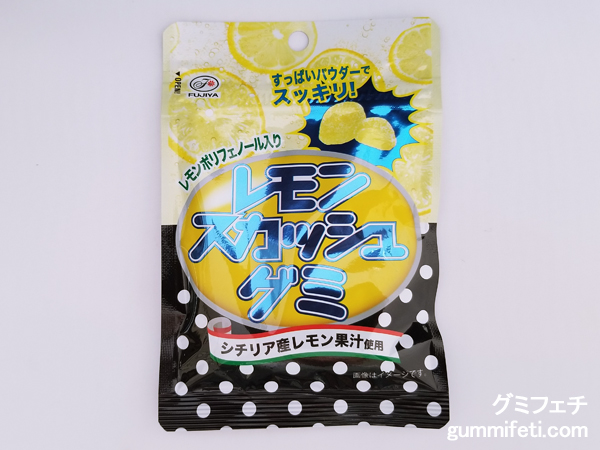 ▼OPEN
FUJIYA
すっぱいパウダーで
スッキリ!
レモンポリフェノール入り
レモン
スカッシュ
グミ
シチリア産レモン果汁使用
画像はイメージです。
グミフェチ
gummifeti.com